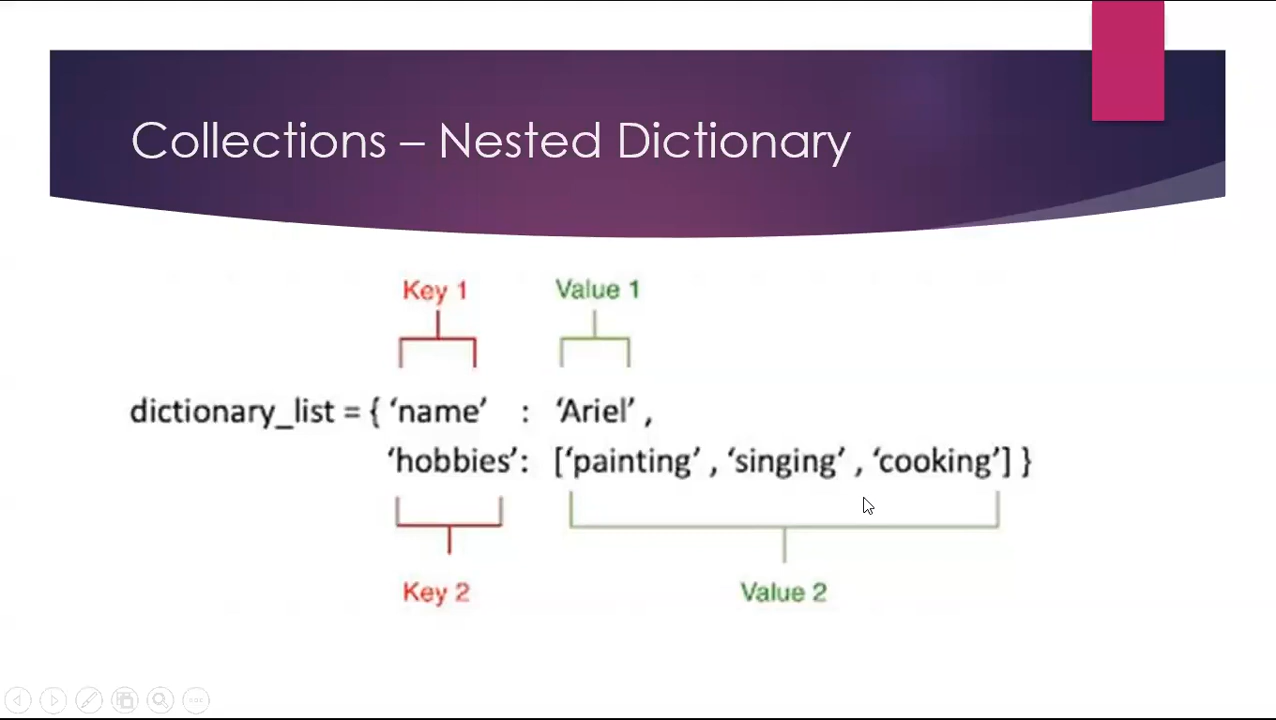 Collections – Nested Dictionary
Key 1 Value 1
dictionary_list = { ‘name’ : ‘Ariel’ ,
‘hobbies’: [‘painting’ , ‘singing’ , ‘cooking’] }
Key 2 Value 2